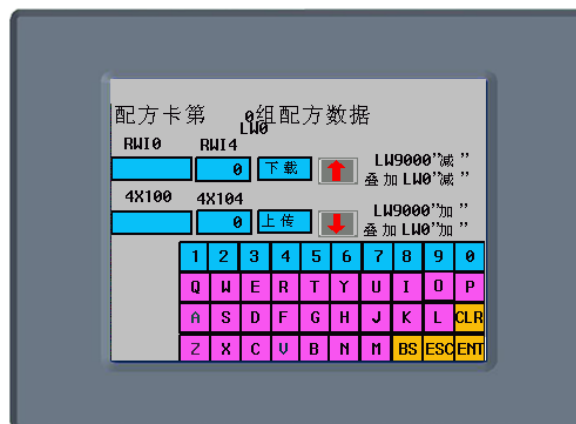 配方卡第 0组配方数据
LW0
RWI0 RWI4
0 下载 LW9000"减"
叠加LW0"减"
4X100 4X104
0 上传 LW9000"加"
叠加LW0"加"
1 2 3 4 5 6 7 8 9 0
Q W E R T Y U I O P
A S D F G H J K L CLR
Z X C V B N M BS ESC ENT